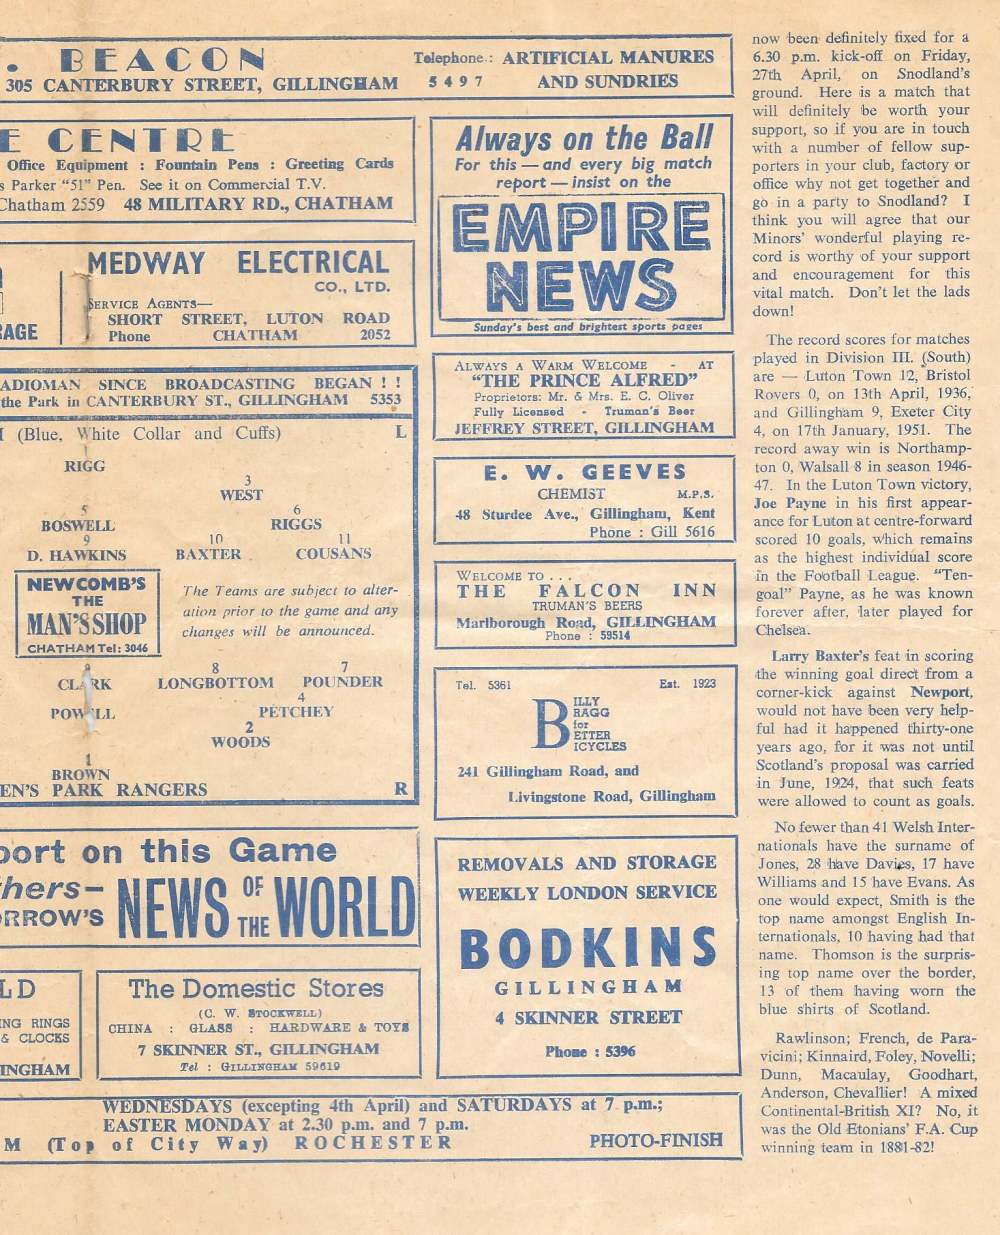 . BEACON
305 CANTERBURY STREET, GILLINGHAM
Telephone : ARTIFICIAL MANURES
5 4 9 7 AND SUNDRIES
E CENTRE
Office Equipment : Fountain Pens : Greeting Cards
s Parker "51" Pen. See it on Commercial T.V.
Chatham 2559 48 MILITARY RD., CHATHAM
AGE
MEDWAY ELECTRICAL
CO., LTD.
SERVICE AGENTS—
SHORT STREET, LUTON ROAD
Phone CHATHAM 2052
ADIOMAN SINCE BROADCASTING BEGAN ! !
the Park in CANTERBURY ST., GILLINGHAM 5353
(Blue, White Collar and Cuffs) L
RIGG
3
WEST
5 6
BOSWELL RIGGS
9 10 11
D. HAWKINS BAXTER COUSANS
NEWCOMB'S
THE
MAN'S SHOP
CHATHAM Tel: 3046
The Teams are subject to alter-
ation prior to the game and any
changes will be announced.
9 8 7
CLARK LONGBOTTOM POUNDER
4
POWELL PETCHEY
2
WOODS
1
BROWN
EN'S PARK RANGERS R
port on this Game
hers–
RROW'S NEWS OF THE WORLD
LD
NG RINGS
& CLOCKS
INGHAM
The Domestic Stores
(C. W. STOCKWELL)
CHINA : GLASS : HARDWARE & TOYS
7 SKINNER ST., GILLINGHAM
Tel : GILLINGHAM 59619
WEDNESDAYS (excepting 4th April) and SATURDAYS at 7 p.m.;
EASTER MONDAY at 2.30 p.m. and 7 p.m.
M (Top of City Way) ROCHESTER PHOTO-FINISH
Always on the Ball
For this — and every big match
report — insist on the
EMPIRE
NEWS
Sunday's best and brightest sports pages
ALWAYS A WARM WELCOME - AT
"THE PRINCE ALFRED"
Proprietors: Mr. & Mrs. E. C. Oliver
Fully Licensed - Truman's Beer
JEFFREY STREET, GILLINGHAM
E. W. GEEVES
CHEMIST M.P.S.
48 Sturdee Ave., Gillingham, Kent
Phone : Gill 5616
WELCOME TO . . .
THE FALCON INN
TRUMAN'S BEERS
Marlborough Road, GILLINGHAM
Phone : 59514
Tel. 5361 Est. 1923
BILLY
RAGG
for
ETTER
ICYCLES
241 Gillingham Road, and
Livingstone Road, Gillingham
REMOVALS AND STORAGE
WEEKLY LONDON SERVICE
BODKINS
GILLINGHAM
4 SKINNER STREET
Phone : 5396
now been definitely fixed for a
6.30 p.m. kick-off on Friday,
27th April, on Snodland's
ground. Here is a match that
will definitely be worth your
support, so if you are in touch
with a number of fellow sup-
porters in your club, factory or
office why not get together and
go in a party to Snodland? I
think you will agree that our
Minors' wonderful playing re-
cord is worthy of your support
and encouragement for this
vital match. Don't let the lads
down!
The record scores for matches
played in Division III. (South)
are — Luton Town 12, Bristol
Rovers 0, on 13th April, 1936,
and Gillingham 9, Exeter City
4, on 17th January, 1951. The
record away win is Northamp-
ton 0, Walsall 8 in season 1946-
47. In the Luton Town victory,
Joe Payne in his first appear-
ance for Luton at centre-forward
scored 10 goals, which remains
as the highest individual score
in the Football League. "Ten-
goal" Payne, as he was known
forever after, later played for
Chelsea.
Larry Baxter's feat in scoring
the winning goal direct from a
corner-kick against Newport,
would not have been very help-
ful had it happened thirty-one
years ago, for it was not until
Scotland's proposal was carried
in June, 1924, that such feats
were allowed to count as goals.
No fewer than 41 Welsh Inter-
nationals have the surname of
Jones, 28 have Davies, 17 have
Williams and 15 have Evans. As
one would expect, Smith is the
top name amongst English In-
ternationals, 10 having had that
name. Thomson is the surpris-
ing top name over the border,
13 of them having worn the
blue shirts of Scotland.
Rawlinson; French, de Para-
vicini; Kinnaird, Foley, Novelli;
Dunn, Macaulay, Goodhart,
Anderson, Chevallier! A mixed
Continental-British XI? No, it
was the Old Etonians' F.A. Cup
winning team in 1881-82!